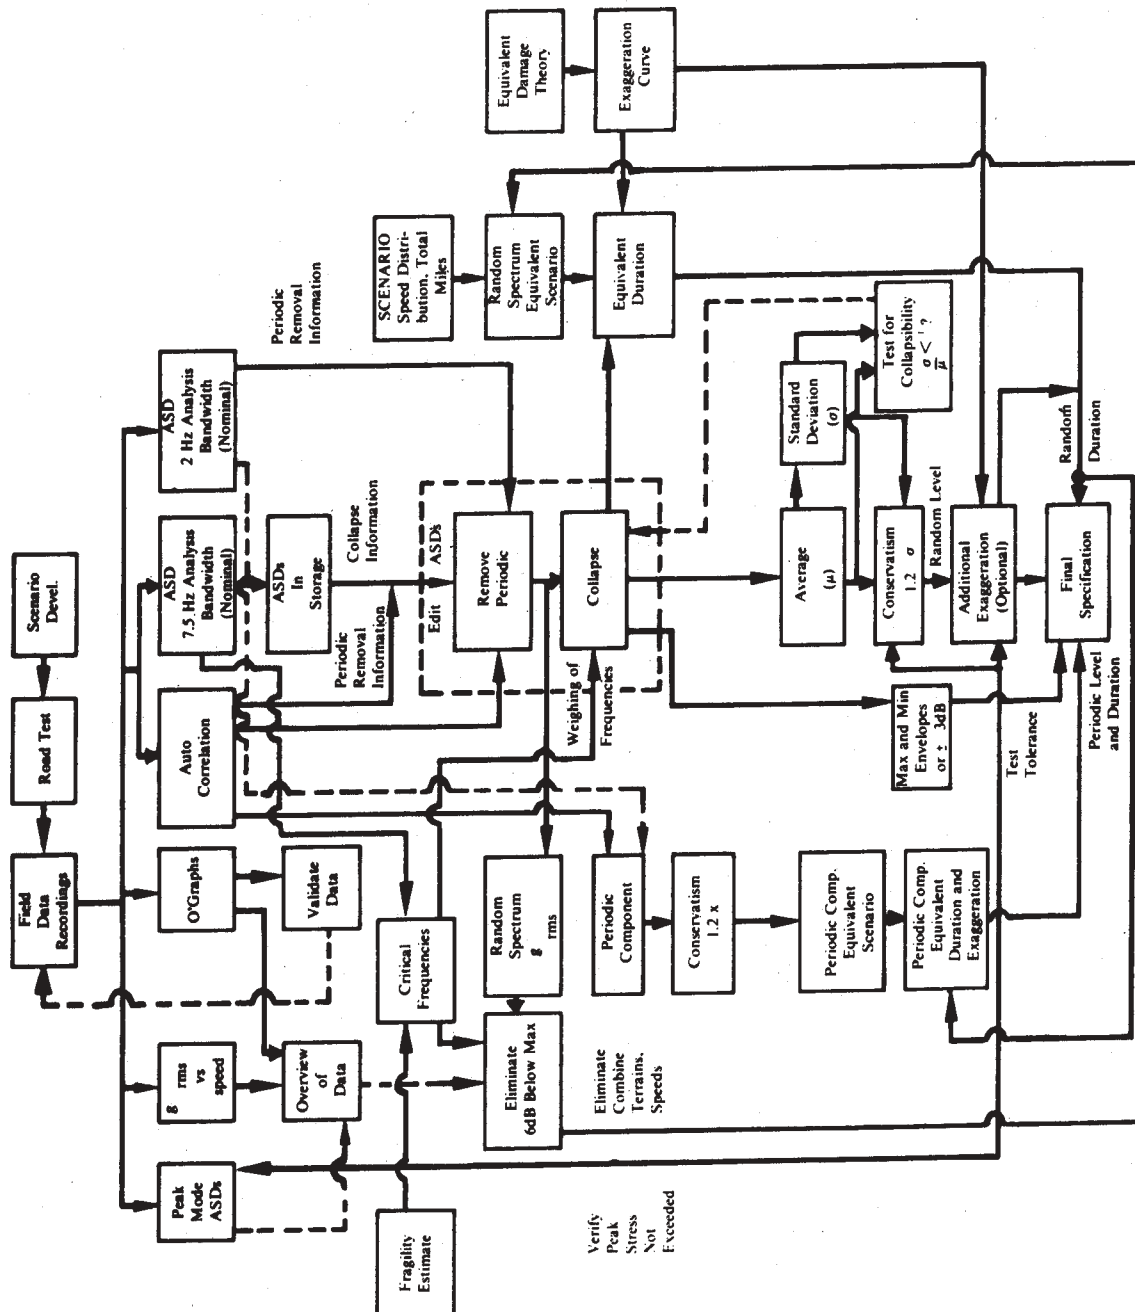 Scenario
Devel.
Road Test
Field
Data
Recordings
ASD
2 Hz Analysis
Bandwidth
(Nominal)
ASD
7.5 Hz Analysis
Bandwidth
(Nominal)
Auto
Correlation
O'Graphs
g rms
vs
speed
Peak
Mode
ASDs
Validate
Data
Overview
of
Data
ASDs
In
Storage
Periodic
Removal
Information
Collapse
Information
Periodic
Removal
Information
SCENARIO
Speed Distri-
bution, Total
Miles
Equivalent
Damage
Theory
Exaggeration
Curve
Random
Spectrum
Equivalent
Scenario
Equivalent
Duration
Fragility
Estimate
Critical
Frequencies
Edit ASDs
Remove
Periodic
Collapse
Weighing of
Frequencies
Random
Spectrum
g rms
Eliminate
6dB Below Max
Eliminate
Combine
Terrains,
Speeds
Verify
Peak
Stress
Not
Exceeded
Periodic
Component
Conservatism
1.2 x
Periodic Comp.
Equivalent
Scenario
Periodic Comp.
Equivalent
Duration and
Exaggeration
Average
(μ)
Standard
Deviation
(σ)
Test for
Collapsibility
σ <  ?
μ
Conservatism
1.2 σ
Random Level
Additional
Exaggeration
(Optional)
Random
Duration
Final
Specification
Max and Min
Envelopes
or ± 3dB
Test
Tolerance
Periodic Level
and Duration